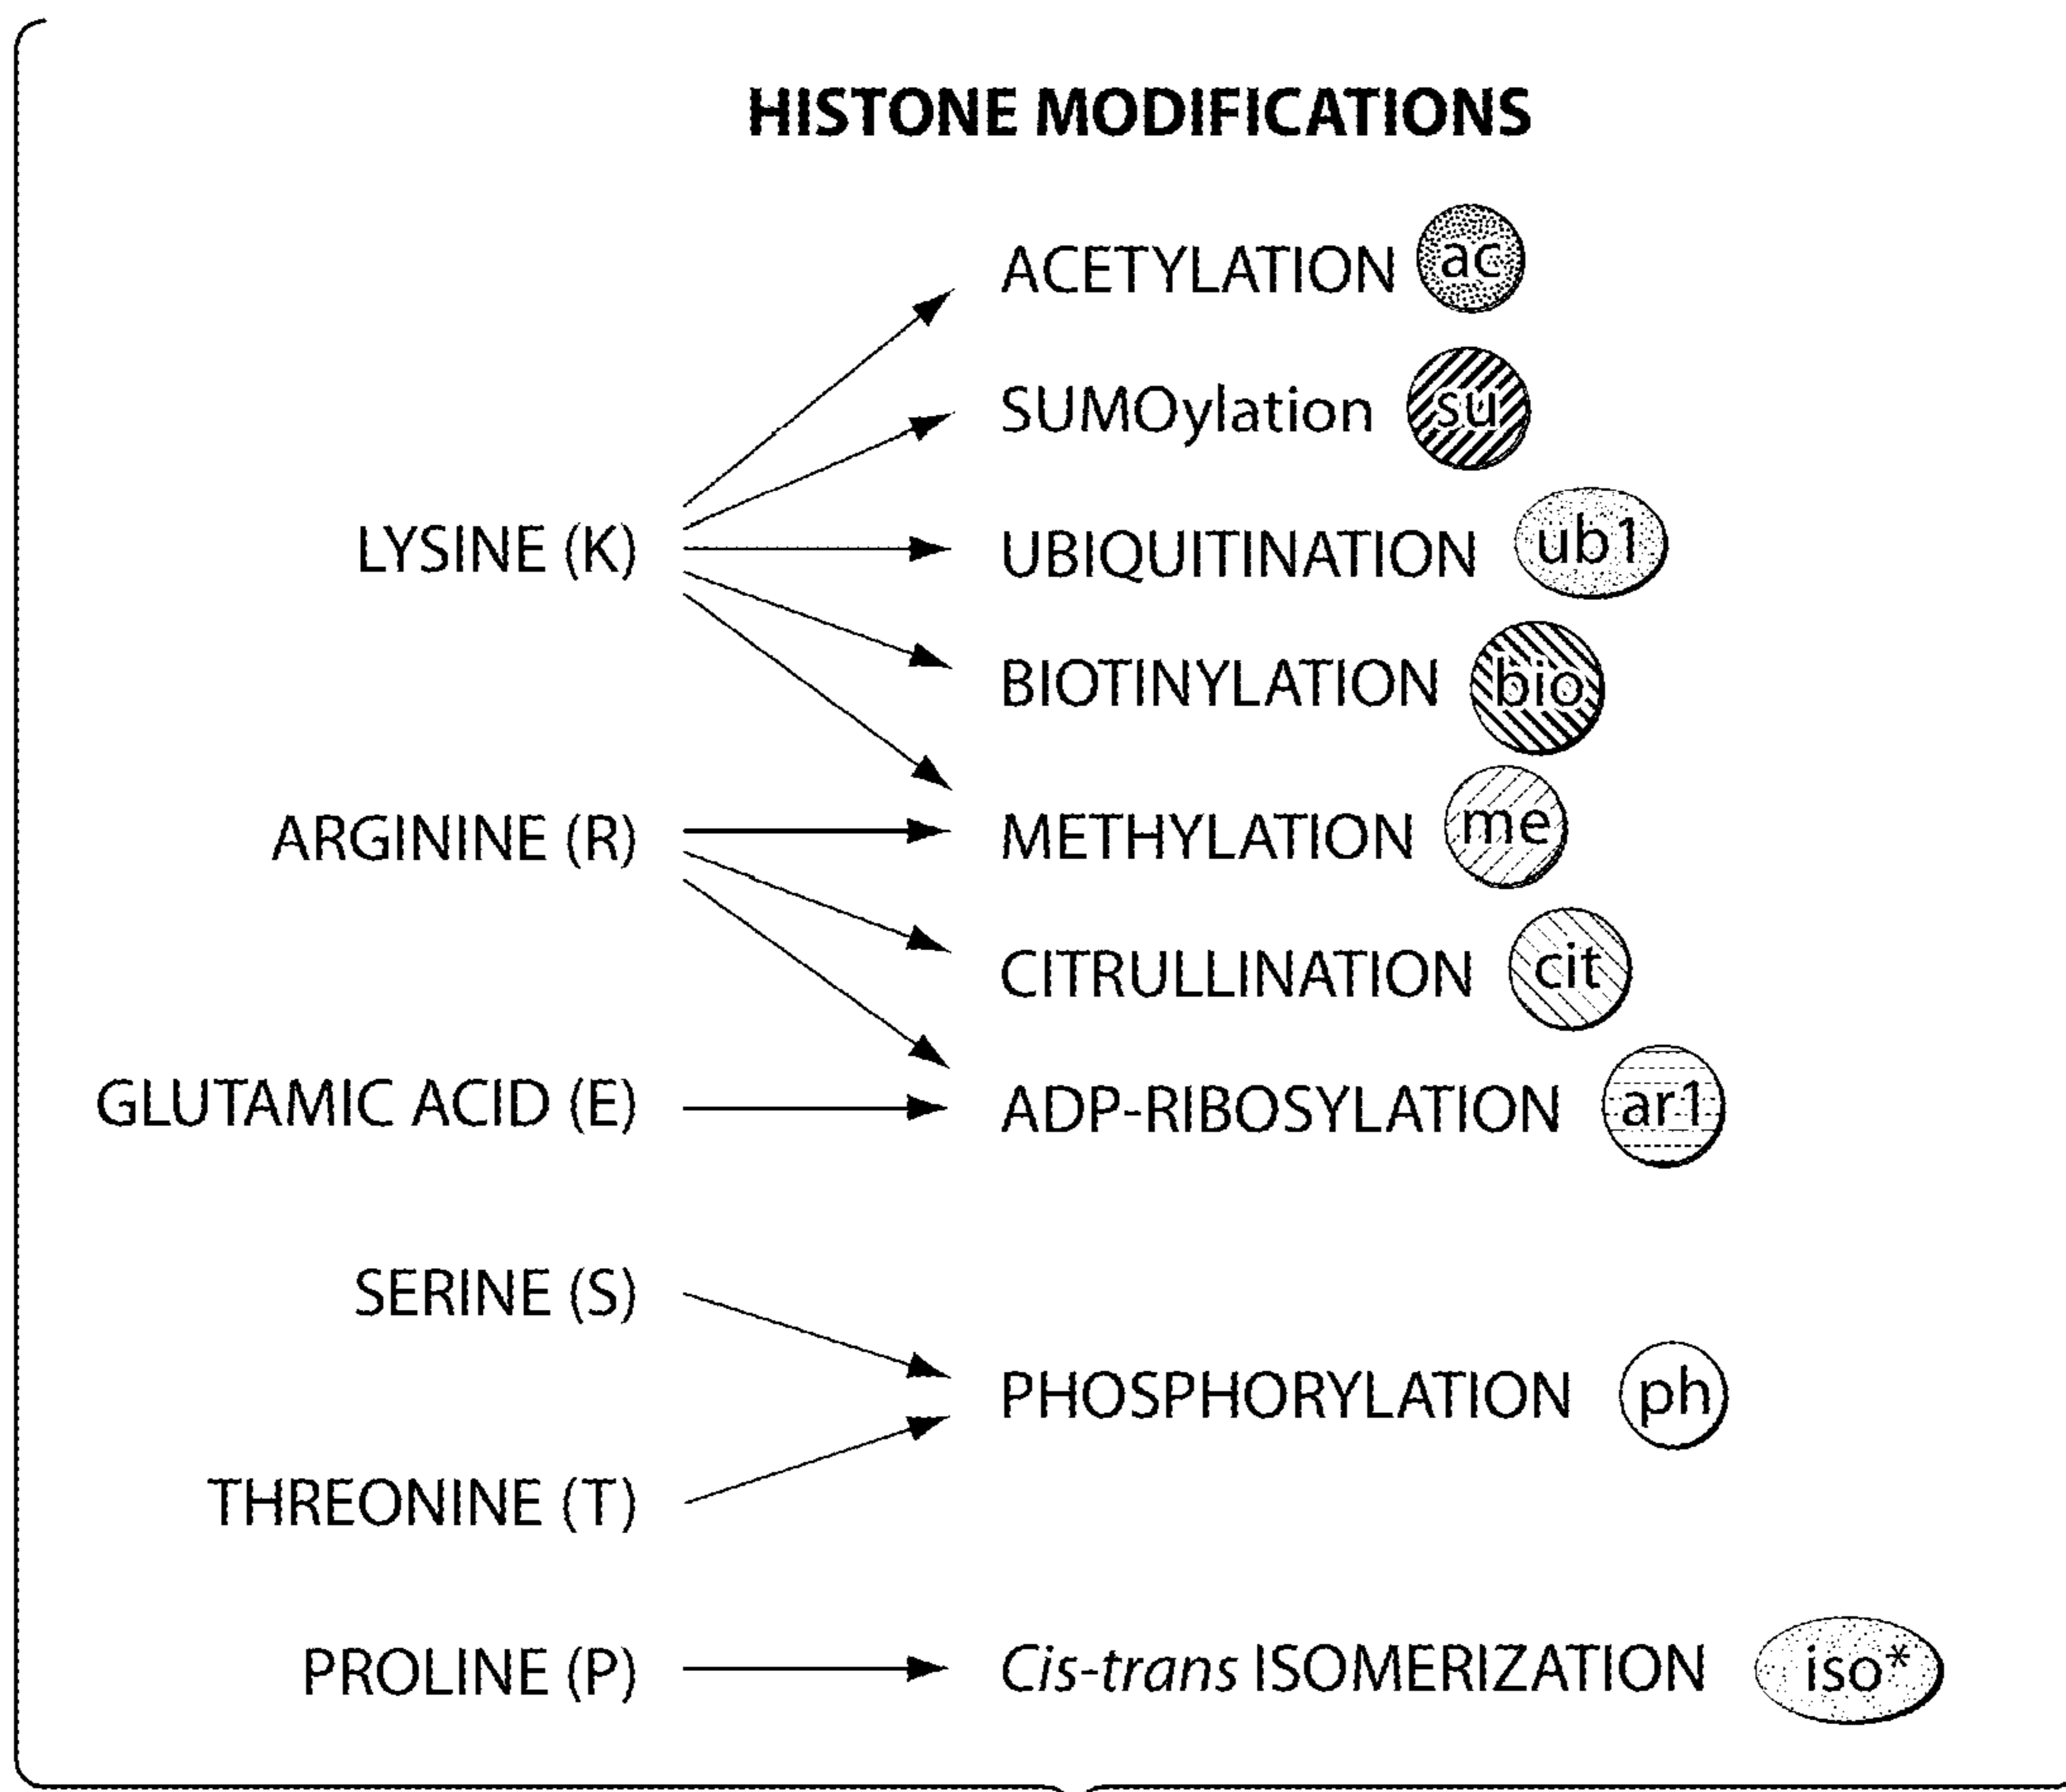 HISTONE MODIFICATIONS
ACETYLATION ac
SUMOylation su
LYSINE (K) UBIQUITINATION ub1
BIOTINYLATION bio
ARGININE (R) METHYLATION me
CITRULLINATION cit
GLUTAMIC ACID (E) ADP-RIBOSYLATION ar1
SERINE (S)
PHOSPHORYLATION ph
THREONINE (T)
PROLINE (P) Cis-trans ISOMERIZATION iso*